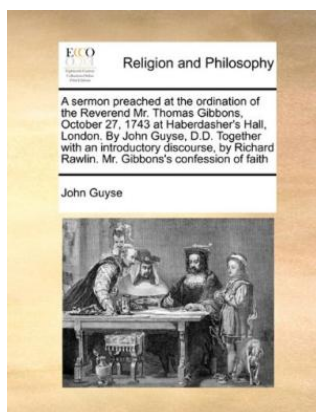 ECCO
Religion and Philosophy
A sermon preached at the ordination of
the Reverend Mr. Thomas Gibbons,
October 27, 1743 at Haberdasher's Hall,
London. By John Guyse, D.D. Together
with an introductory discourse, by Richard
Rawlin. Mr. Gibbons's confession of faith
John Guyse